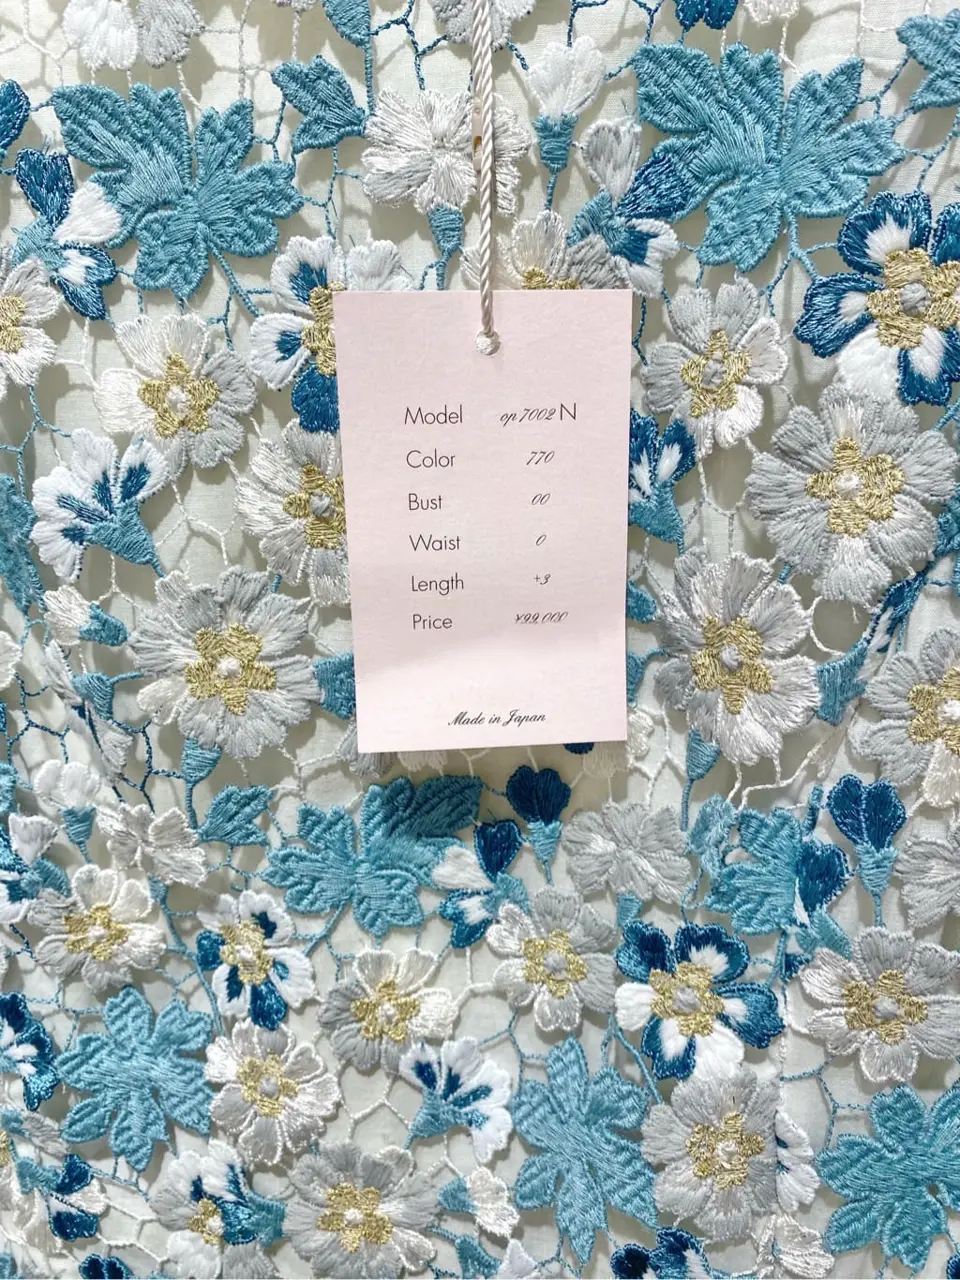 Model op7002N
Color 770
Bust 00
Waist 0
Length +3
Price ¥99,000
Made in Japan